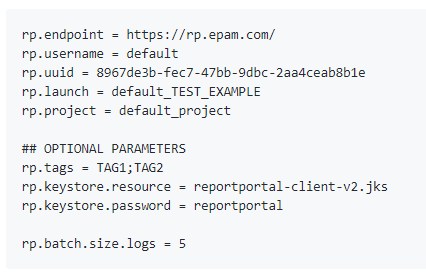 rp.endpoint = https://rp.epam.com/
rp.username = default
rp.uuid = 8967de3b-fec7-47bb-9dbc-2aa4ceab8b1e
rp.launch = default_TEST_EXAMPLE
rp.project = default_project
## OPTIONAL PARAMETERS
rp.tags = TAG1;TAG2
rp.keystore.resource = reportportal-client-v2.jks
rp.keystore.password = reportportal
rp.batch.size.logs = 5